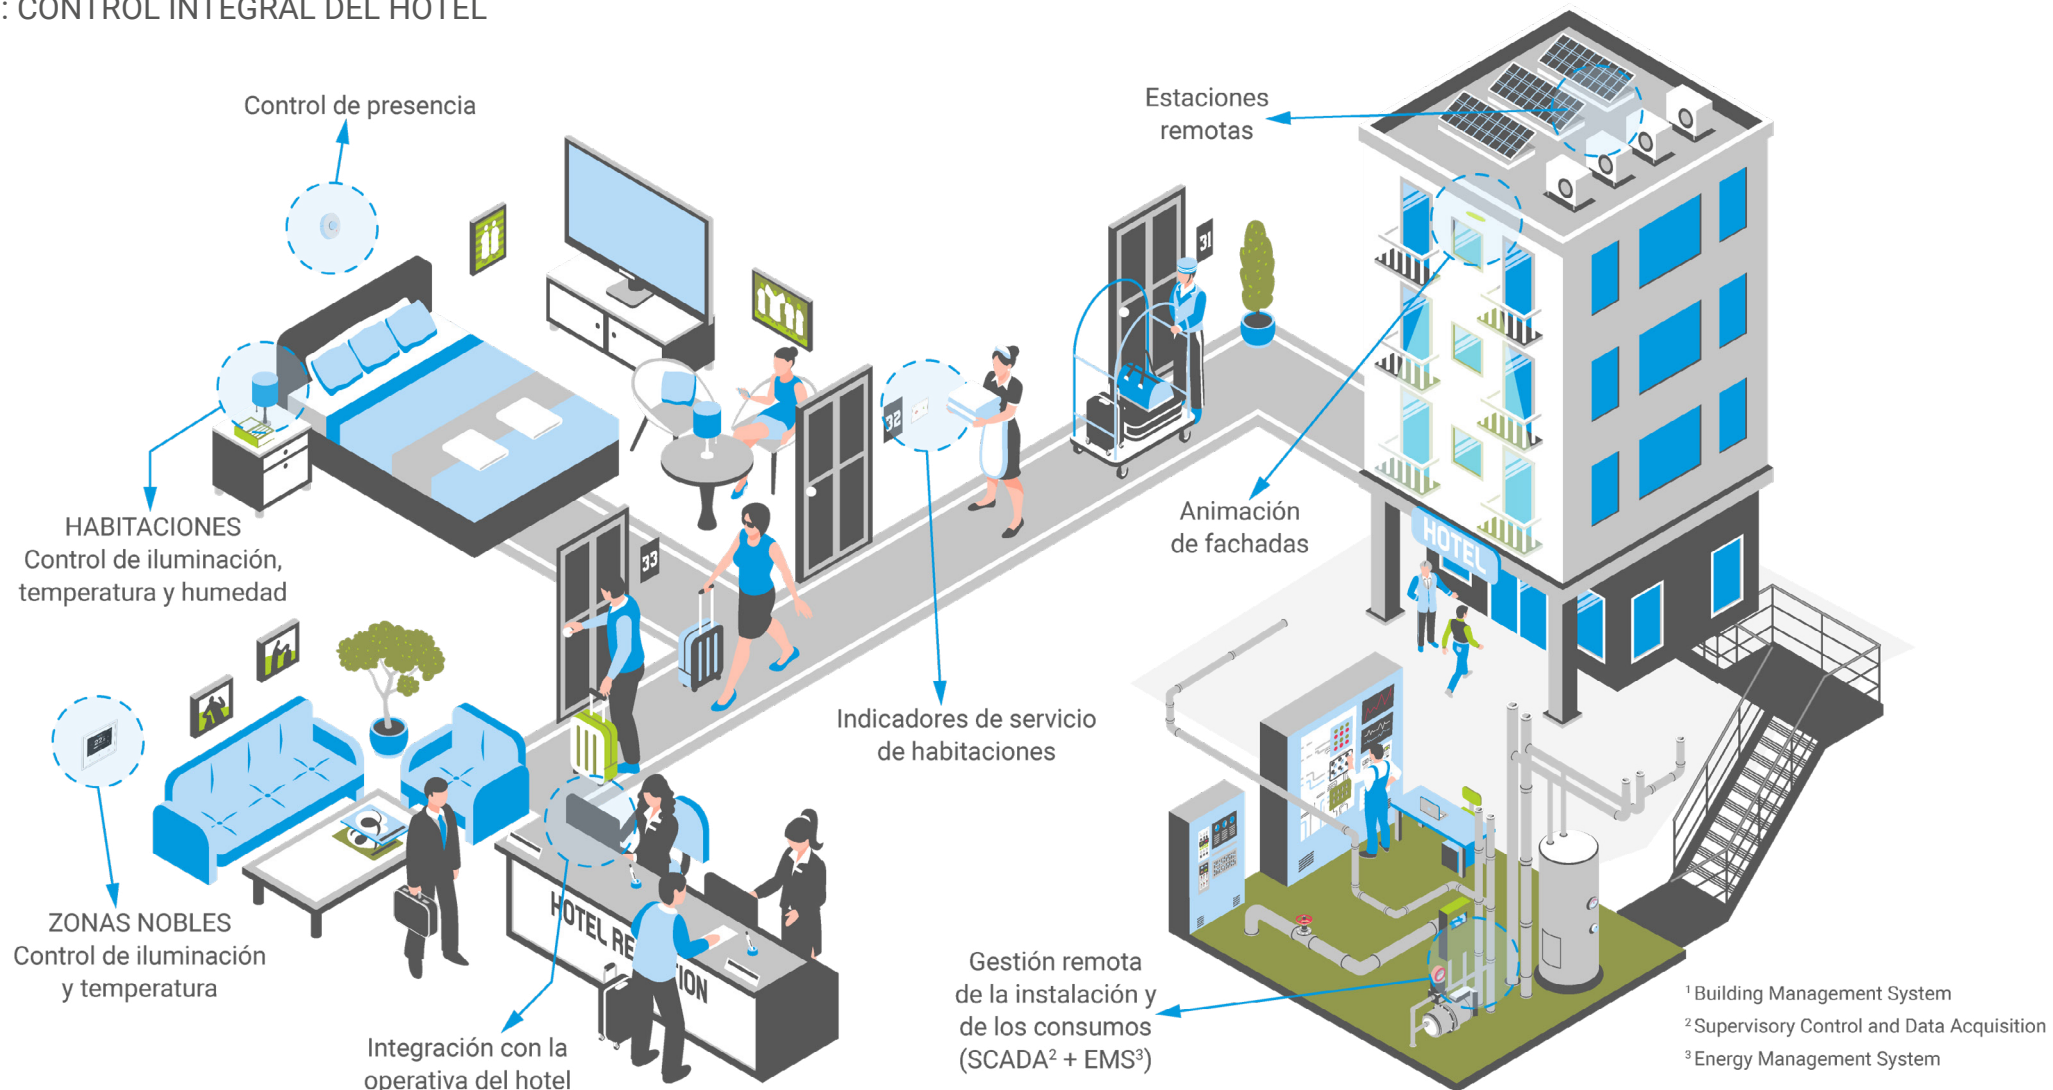 : CONTROL INTEGRAL DEL HOTEL
Control de presencia
Estaciones
remotas
31
32
33
HABITACIONES
Control de iluminación,
temperatura y humedad
Animación
de fachadas
HOTEL
Indicadores de servicio
de habitaciones
ZONAS NOBLES
Control de iluminación
y temperatura
HOTEL RE
ION
Integración con la
operativa del hotel
Gestión remota
de la instalación y
de los consumos
(SCADA² + EMS³)
¹ Building Management System
² Supervisory Control and Data Acquisition
³ Energy Management System